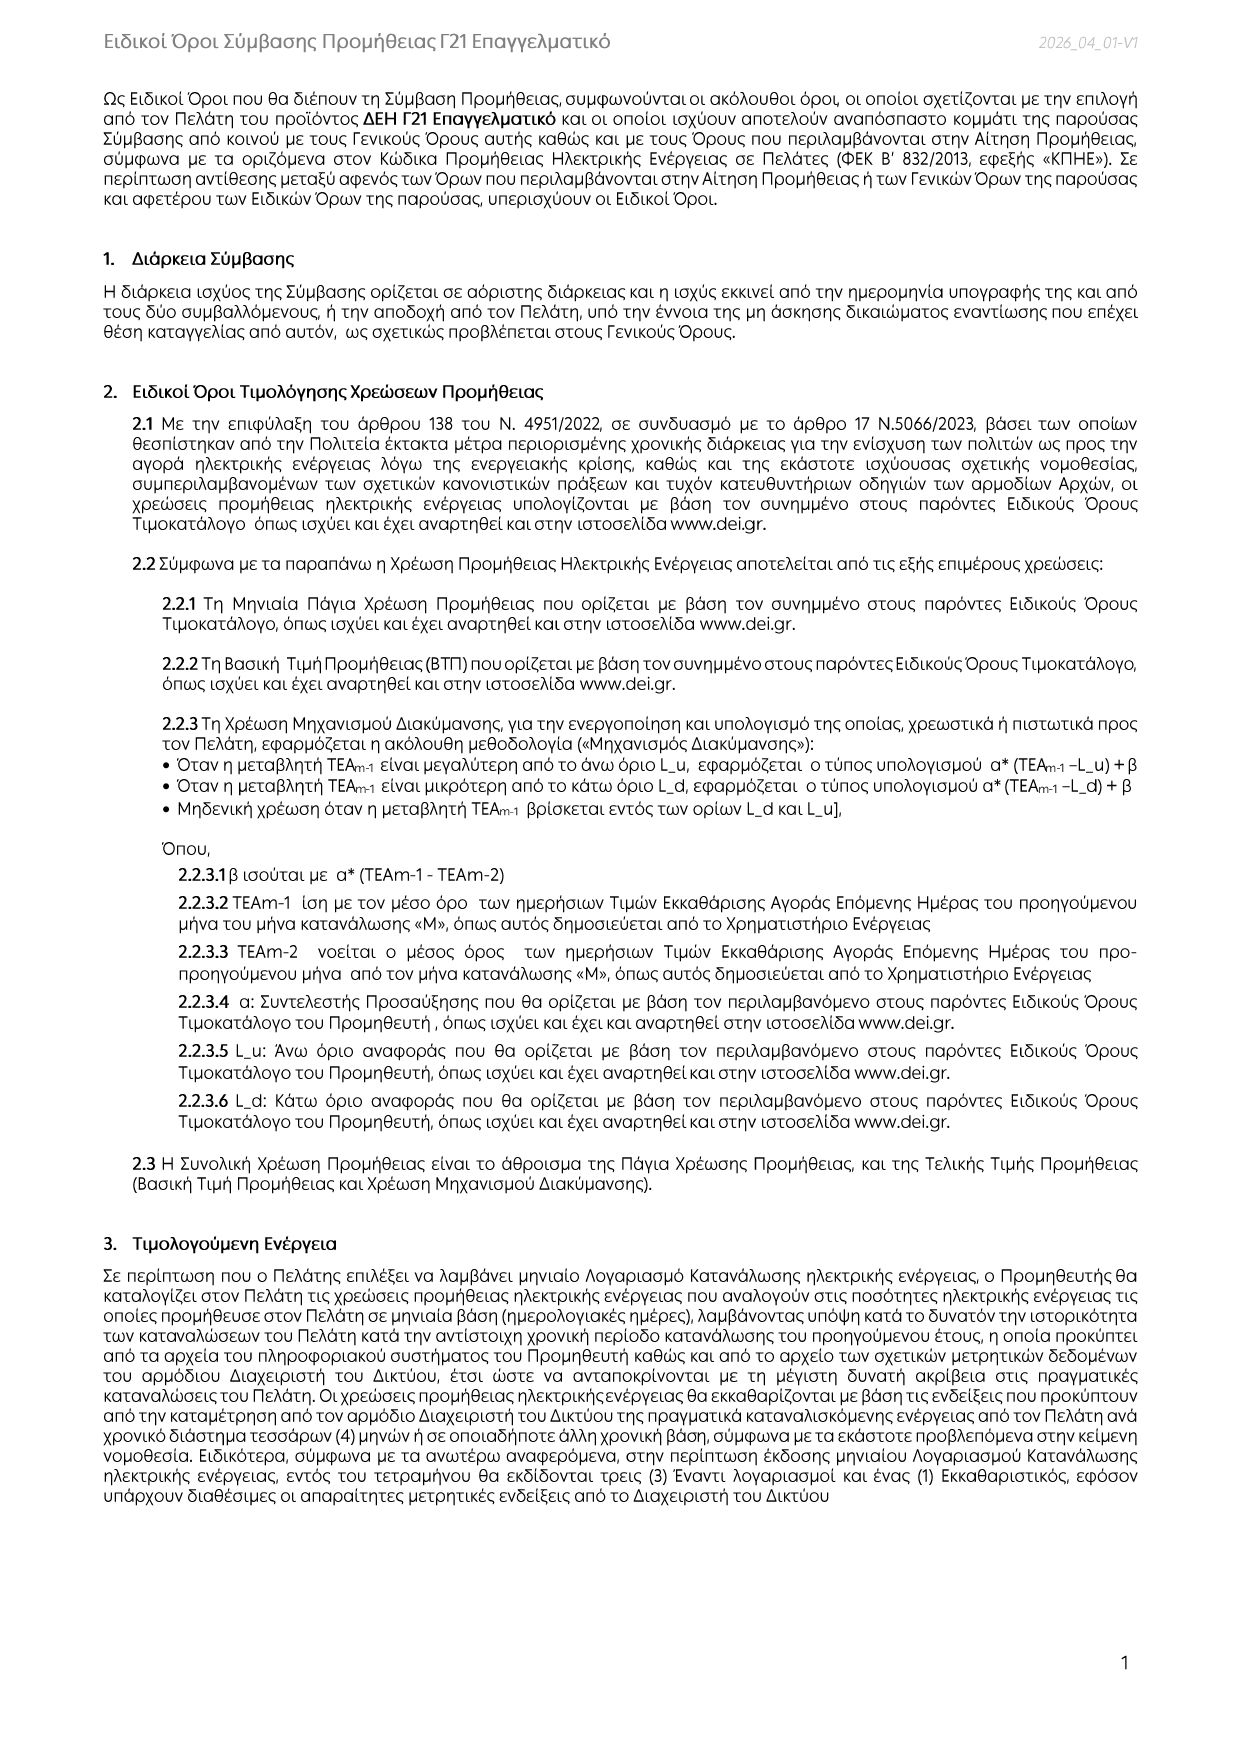 Ειδικοί Όροι Σύμβασης Προμήθειας Γ21 Επαγγελματικό
2026_04_01-V1
Ως Ειδικοί Όροι που θα διέπουν τη Σύμβαση Προμήθειας, συμφωνούνται οι ακόλουθοι όροι, οι οποίοι σχετίζονται με την επιλογή
από τον Πελάτη του προϊόντος ΔΕΗ Γ21 Επαγγελματικό και οι οποίοι ισχύουν αποτελούν αναπόσπαστο κομμάτι της παρούσας
Σύμβασης από κοινού με τους Γενικούς Όρους αυτής καθώς και με τους Όρους που περιλαμβάνονται στην Αίτηση Προμήθειας,
σύμφωνα με τα οριζόμενα στον Κώδικα Προμήθειας Ηλεκτρικής Ενέργειας σε Πελάτες (ΦΕΚ Β’ 832/2013, εφεξής «ΚΠΗΕ»). Σε
περίπτωση αντίθεσης μεταξύ αφενός των Όρων που περιλαμβάνονται στην Αίτηση Προμήθειας ή των Γενικών Όρων της παρούσας
και αφετέρου των Ειδικών Όρων της παρούσας, υπερισχύουν οι Ειδικοί Όροι.
1. Διάρκεια Σύμβασης
Η διάρκεια ισχύος της Σύμβασης ορίζεται σε αόριστης διάρκειας και η ισχύς εκκινεί από την ημερομηνία υπογραφής της και από
τους δύο συμβαλλόμενους, ή την αποδοχή από τον Πελάτη, υπό την έννοια της μη άσκησης δικαιώματος εναντίωσης που επέχει
θέση καταγγελίας από αυτόν, ως σχετικώς προβλέπεται στους Γενικούς Όρους.
2. Ειδικοί Όροι Τιμολόγησης Χρεώσεων Προμήθειας
2.1 Με την επιφύλαξη του άρθρου 138 του Ν. 4951/2022, σε συνδυασμό με το άρθρο 17 Ν.5066/2023, βάσει των οποίων
θεσπίστηκαν από την Πολιτεία έκτακτα μέτρα περιορισμένης χρονικής διάρκειας για την ενίσχυση των πολιτών ως προς την
αγορά ηλεκτρικής ενέργειας λόγω της ενεργειακής κρίσης, καθώς και της εκάστοτε ισχύουσας σχετικής νομοθεσίας,
συμπεριλαμβανομένων των σχετικών κανονιστικών πράξεων και τυχόν κατευθυντήριων οδηγιών των αρμοδίων Αρχών, οι
χρεώσεις προμήθειας ηλεκτρικής ενέργειας υπολογίζονται με βάση τον συνημμένο στους παρόντες Ειδικούς Όρους
Τιμοκατάλογο όπως ισχύει και έχει αναρτηθεί και στην ιστοσελίδα www.dei.gr.
2.2 Σύμφωνα με τα παραπάνω η Χρέωση Προμήθειας Ηλεκτρικής Ενέργειας αποτελείται από τις εξής επιμέρους χρεώσεις:
2.2.1 Τη Μηνιαία Πάγια Χρέωση Προμήθειας που ορίζεται με βάση τον συνημμένο στους παρόντες Ειδικούς Όρους
Τιμοκατάλογο, όπως ισχύει και έχει αναρτηθεί και στην ιστοσελίδα www.dei.gr.
2.2.2 Τη Βασική Τιμή Προμήθειας (ΒΤΠ) που ορίζεται με βάση τον συνημμένο στους παρόντες Ειδικούς Όρους Τιμοκατάλογο,
όπως ισχύει και έχει αναρτηθεί και στην ιστοσελίδα www.dei.gr.
2.2.3 Τη Χρέωση Μηχανισμού Διακύμανσης, για την ενεργοποίηση και υπολογισμό της οποίας, χρεωστικά ή πιστωτικά προς
τον Πελάτη, εφαρμόζεται η ακόλουθη μεθοδολογία («Μηχανισμός Διακύμανσης»):
• Όταν η μεταβλητή TEAm-1 είναι μεγαλύτερη από το άνω όριο L_u, εφαρμόζεται ο τύπος υπολογισμού α* (TEAm-1 –L_u) + β
• Όταν η μεταβλητή TEAm-1 είναι μικρότερη από το κάτω όριο L_d, εφαρμόζεται ο τύπος υπολογισμού α* (TEAm-1 –L_d) + β
• Μηδενική χρέωση όταν η μεταβλητή TEAm-1 βρίσκεται εντός των ορίων L_d και L_u],
Όπου,
2.2.3.1 β ισούται με α* (TEAm-1 - TEAm-2)
2.2.3.2 TEAm-1 ίση με τον μέσο όρο των ημερήσιων Τιμών Εκκαθάρισης Αγοράς Επόμενης Ημέρας του προηγούμενου
μήνα του μήνα κατανάλωσης «Μ», όπως αυτός δημοσιεύεται από το Χρηματιστήριο Ενέργειας
2.2.3.3 TEAm-2 νοείται ο μέσος όρος των ημερήσιων Τιμών Εκκαθάρισης Αγοράς Επόμενης Ημέρας του προ-
προηγούμενου μήνα από τον μήνα κατανάλωσης «Μ», όπως αυτός δημοσιεύεται από το Χρηματιστήριο Ενέργειας
2.2.3.4 α: Συντελεστής Προσαύξησης που θα ορίζεται με βάση τον περιλαμβανόμενο στους παρόντες Ειδικούς Όρους
Τιμοκατάλογο του Προμηθευτή , όπως ισχύει και έχει και αναρτηθεί στην ιστοσελίδα www.dei.gr.
2.2.3.5 L_u: Άνω όριο αναφοράς που θα ορίζεται με βάση τον περιλαμβανόμενο στους παρόντες Ειδικούς Όρους
Τιμοκατάλογο του Προμηθευτή, όπως ισχύει και έχει αναρτηθεί και στην ιστοσελίδα www.dei.gr.
2.2.3.6 L_d: Κάτω όριο αναφοράς που θα ορίζεται με βάση τον περιλαμβανόμενο στους παρόντες Ειδικούς Όρους
Τιμοκατάλογο του Προμηθευτή, όπως ισχύει και έχει αναρτηθεί και στην ιστοσελίδα www.dei.gr.
2.3 Η Συνολική Χρέωση Προμήθειας είναι το άθροισμα της Πάγια Χρέωσης Προμήθειας, και της Τελικής Τιμής Προμήθειας
(Βασική Τιμή Προμήθειας και Χρέωση Μηχανισμού Διακύμανσης).
3. Τιμολογούμενη Ενέργεια
Σε περίπτωση που ο Πελάτης επιλέξει να λαμβάνει μηνιαίο Λογαριασμό Κατανάλωσης ηλεκτρικής ενέργειας, ο Προμηθευτής θα
καταλογίζει στον Πελάτη τις χρεώσεις προμήθειας ηλεκτρικής ενέργειας που αναλογούν στις ποσότητες ηλεκτρικής ενέργειας τις
οποίες προμήθευσε στον Πελάτη σε μηνιαία βάση (ημερολογιακές ημέρες), λαμβάνοντας υπόψη κατά το δυνατόν την ιστορικότητα
των καταναλώσεων του Πελάτη κατά την αντίστοιχη χρονική περίοδο κατανάλωσης του προηγούμενου έτους, η οποία προκύπτει
από τα αρχεία του πληροφοριακού συστήματος του Προμηθευτή καθώς και από το αρχείο των σχετικών μετρητικών δεδομένων
του αρμόδιου Διαχειριστή του Δικτύου, έτσι ώστε να ανταποκρίνονται με τη μέγιστη δυνατή ακρίβεια στις πραγματικές
καταναλώσεις του Πελάτη. Οι χρεώσεις προμήθειας ηλεκτρικής ενέργειας θα εκκαθαρίζονται με βάση τις ενδείξεις που προκύπτουν
από την καταμέτρηση από τον αρμόδιο Διαχειριστή του Δικτύου της πραγματικά καταναλισκόμενης ενέργειας από τον Πελάτη ανά
χρονικό διάστημα τεσσάρων (4) μηνών ή σε οποιαδήποτε άλλη χρονική βάση, σύμφωνα με τα εκάστοτε προβλεπόμενα στην κείμενη
νομοθεσία. Ειδικότερα, σύμφωνα με τα ανωτέρω αναφερόμενα, στην περίπτωση έκδοσης μηνιαίου Λογαριασμού Κατανάλωσης
ηλεκτρικής ενέργειας, εντός του τετραμήνου θα εκδίδονται τρεις (3) Έναντι λογαριασμοί και ένας (1) Εκκαθαριστικός, εφόσον
υπάρχουν διαθέσιμες οι απαραίτητες μετρητικές ενδείξεις από το Διαχειριστή του Δικτύου
1